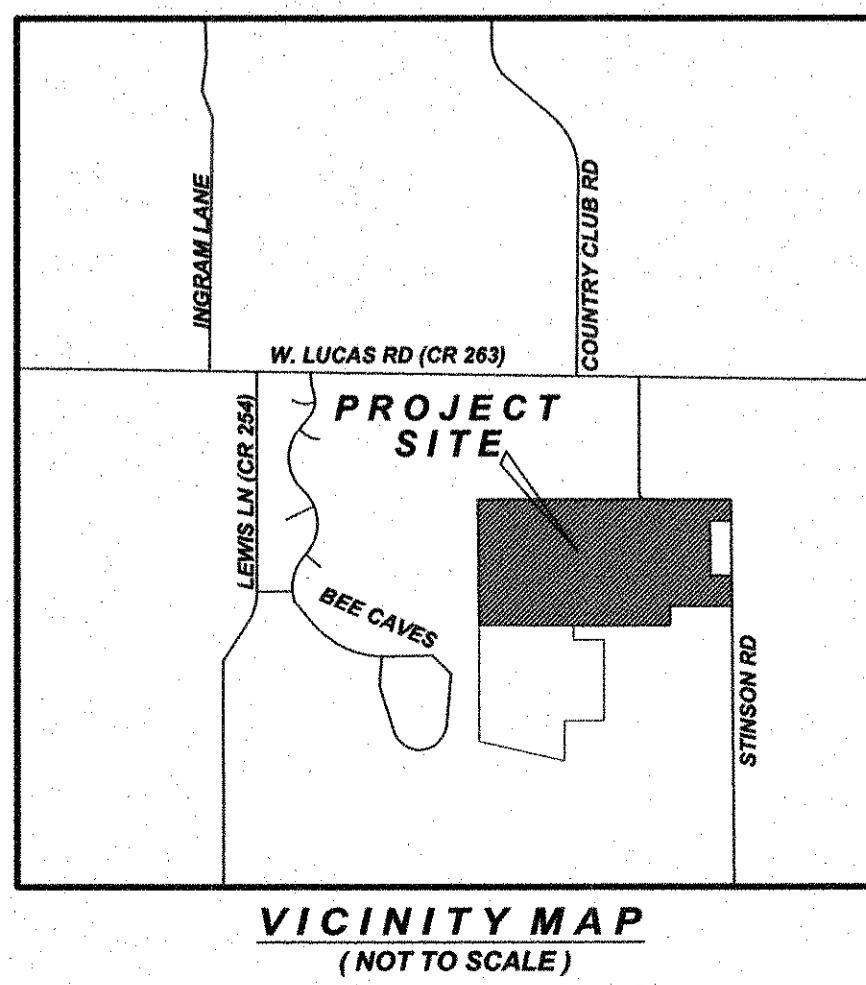 INGRAM LANE
COUNTRY CLUB RD
W. LUCAS RD (CR 263)
LEWIS LN (CR 254)
PROJECT
SITE
BEE CAVES
STINSON RD
VICINITY MAP
(NOT TO SCALE)